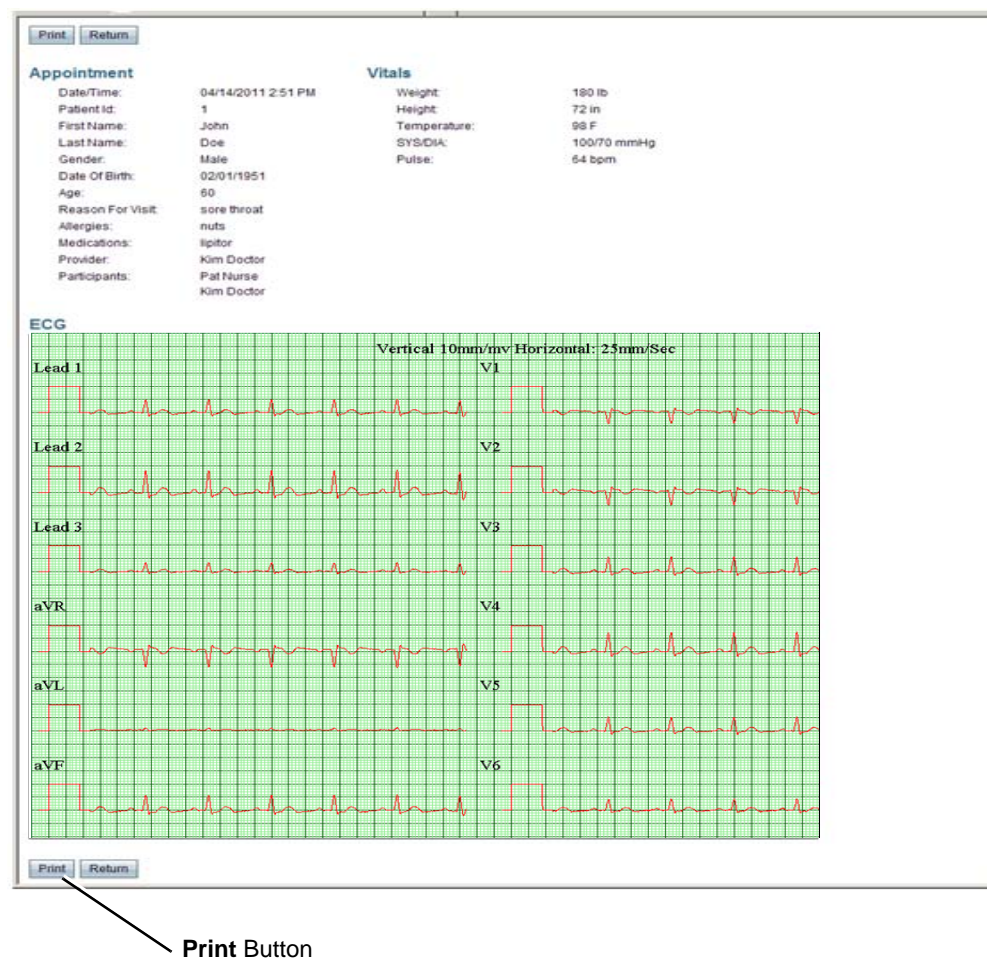 Print Return
Appointment Vitals
Date/Time: 04/14/2011 2:51 PM Weight: 180 lb
Patient Id: 1 Height: 72 in
First Name: John Temperature: 98 F
Last Name: Doe SYS/DIA: 100/70 mmHg
Gender: Male Pulse: 64 bpm
Date Of Birth: 02/01/1951
Age: 60
Reason For Visit: sore throat
Allergies: nuts
Medications: lipitor
Provider: Kim Doctor
Participants: Pat Nurse
Kim Doctor
ECG
Vertical 10mm/mv Horizontal: 25mm/Sec
Lead 1 V1
Lead 2 V2
Lead 3 V3
aVR V4
aVL V5
aVF V6
Print Return
Print Button